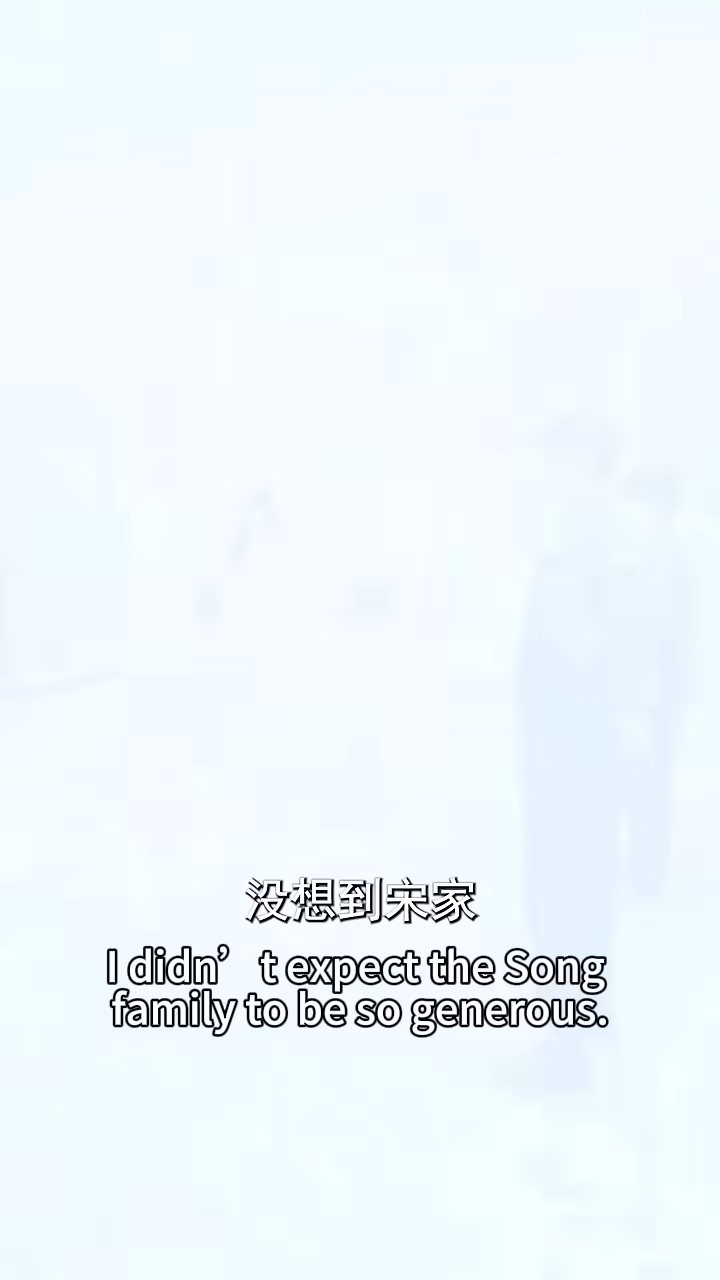 没想到宋家
I didn’t expect the Song
family to be so generous.